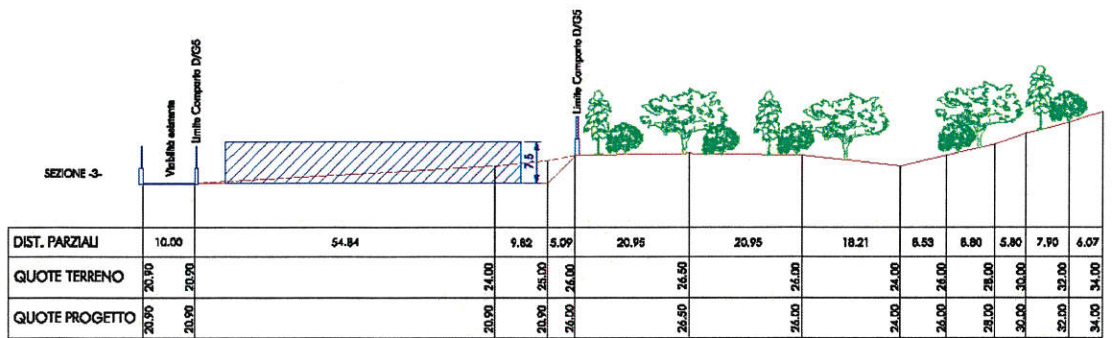 Viabilità esistente
Limite Comparto D/G5
Limite Comparto D/G5
7,5
SEZIONE -3-
DIST. PARZIALI 10.00 54.84 9.82 5.09 20.95 20.95 18.21 8.53 8.80 5.80 7.90 6.07
QUOTE TERRENO 20.90 20.90 24.00 25.00 26.00 26.50 26.00 24.00 26.00 28.00 30.00 32.00 34.00
QUOTE PROGETTO 20.90 20.90 20.90 20.90 26.00 26.50 26.00 24.00 26.00 28.00 30.00 32.00 34.00